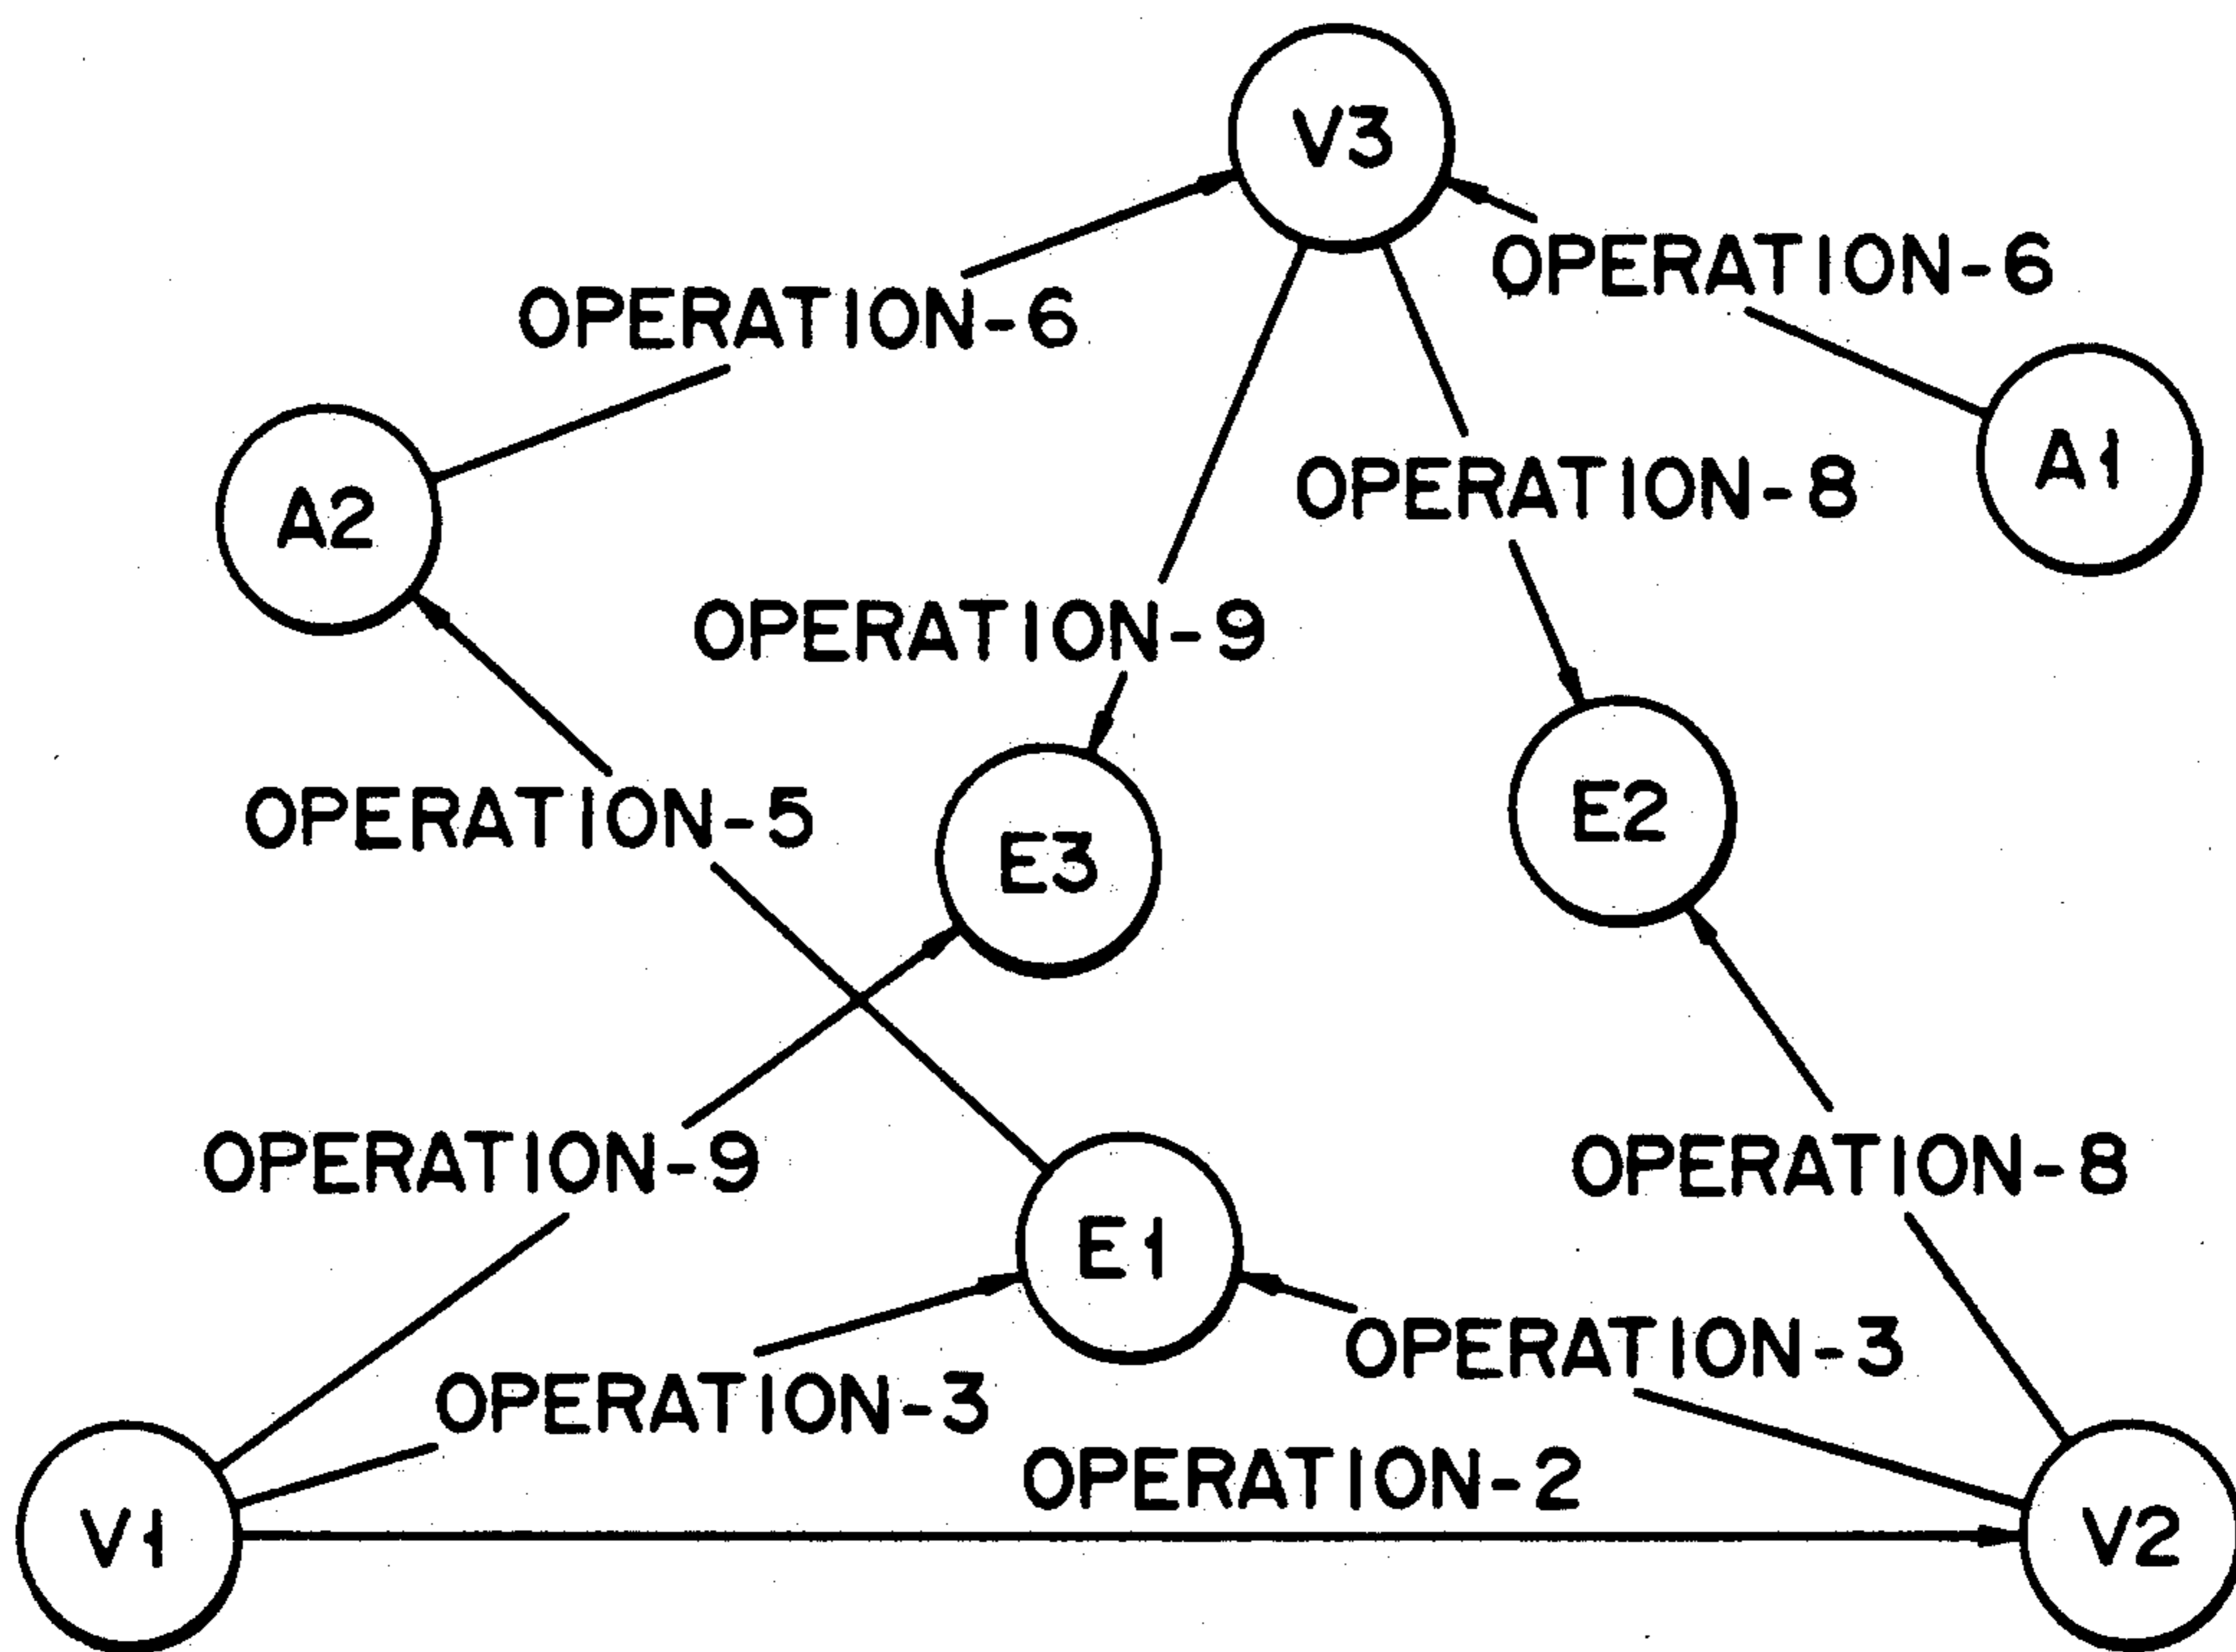 V3
OPERATION-6
OPERATION-6
A1
OPERATION-8
A2
OPERATION-9
OPERATION-5
E2
E3
OPERATION-9
OPERATION-8
E1
OPERATION-3
OPERATION-3
OPERATION-2
V1
V2